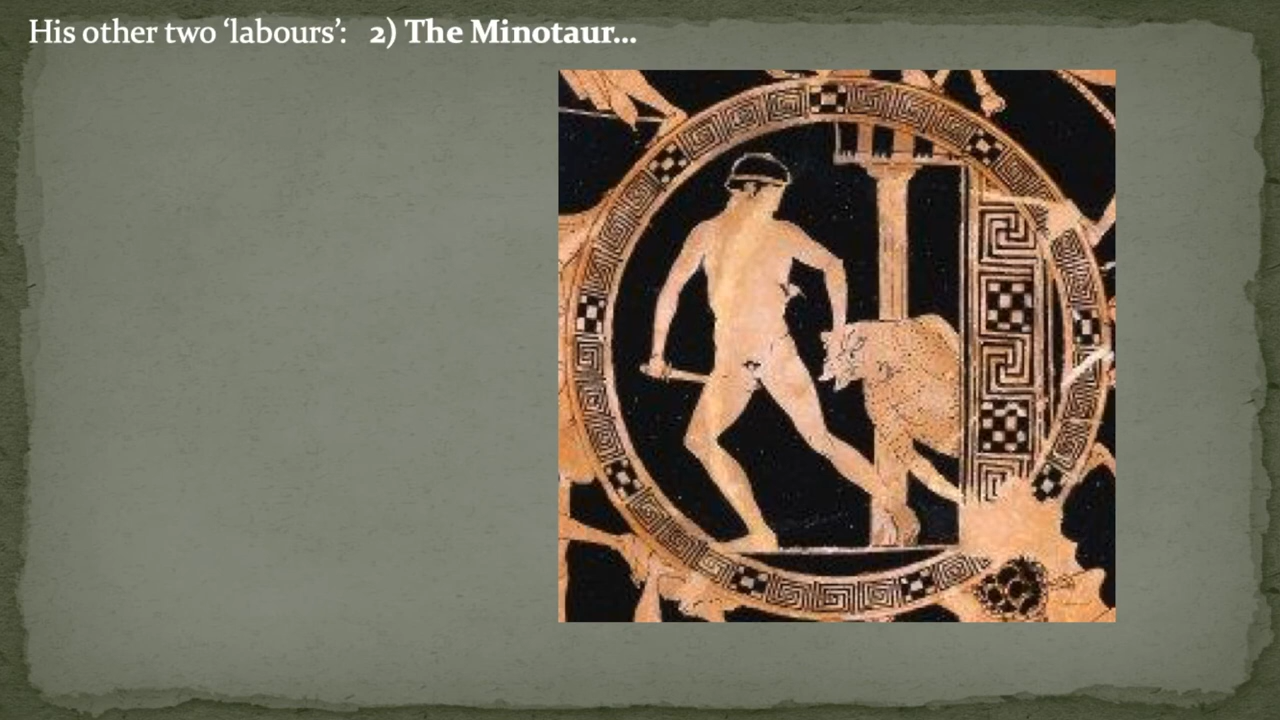 His other two ‘labours’:   2) The Minotaur…